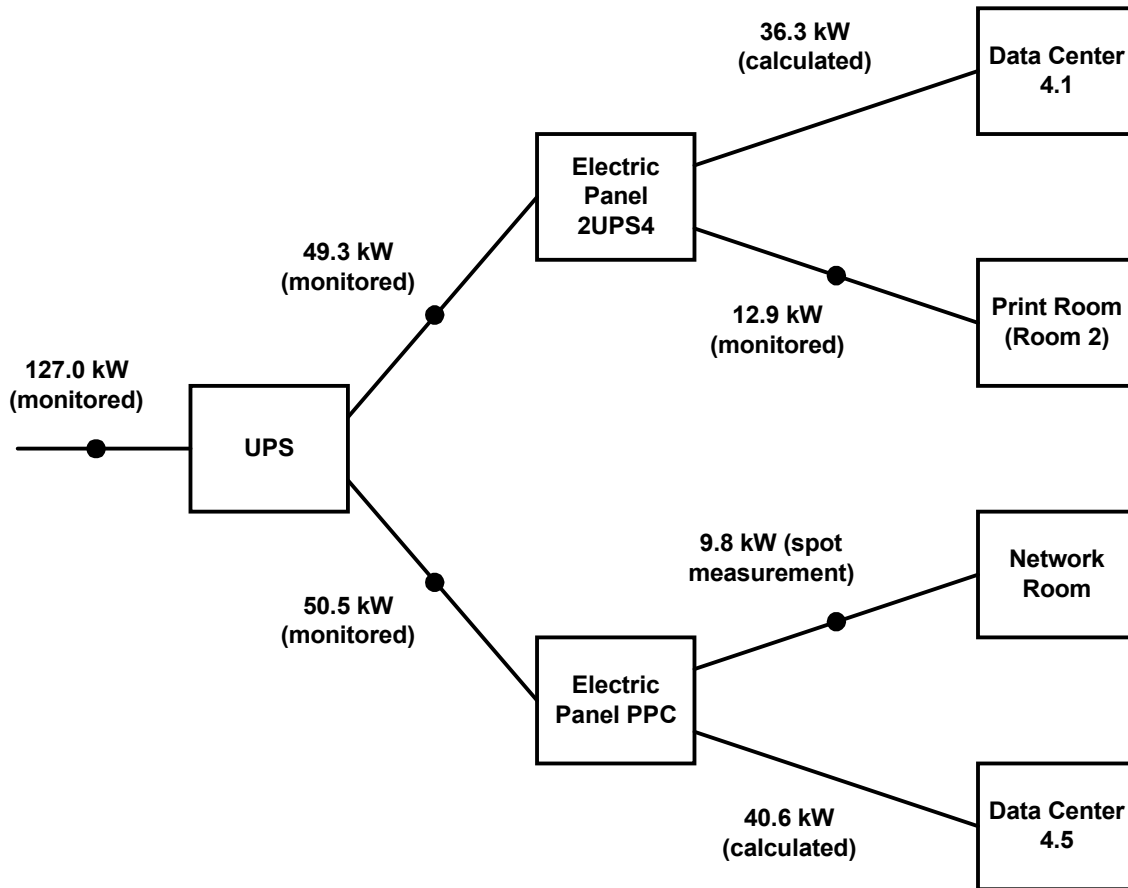 36.3 kW
(calculated)
Data Center
4.1
Electric
Panel
2UPS4
49.3 kW
(monitored)
12.9 kW
(monitored)
Print Room
(Room 2)
127.0 kW
(monitored)
UPS
9.8 kW (spot
measurement)
Network
Room
50.5 kW
(monitored)
Electric
Panel PPC
40.6 kW
(calculated)
Data Center
4.5